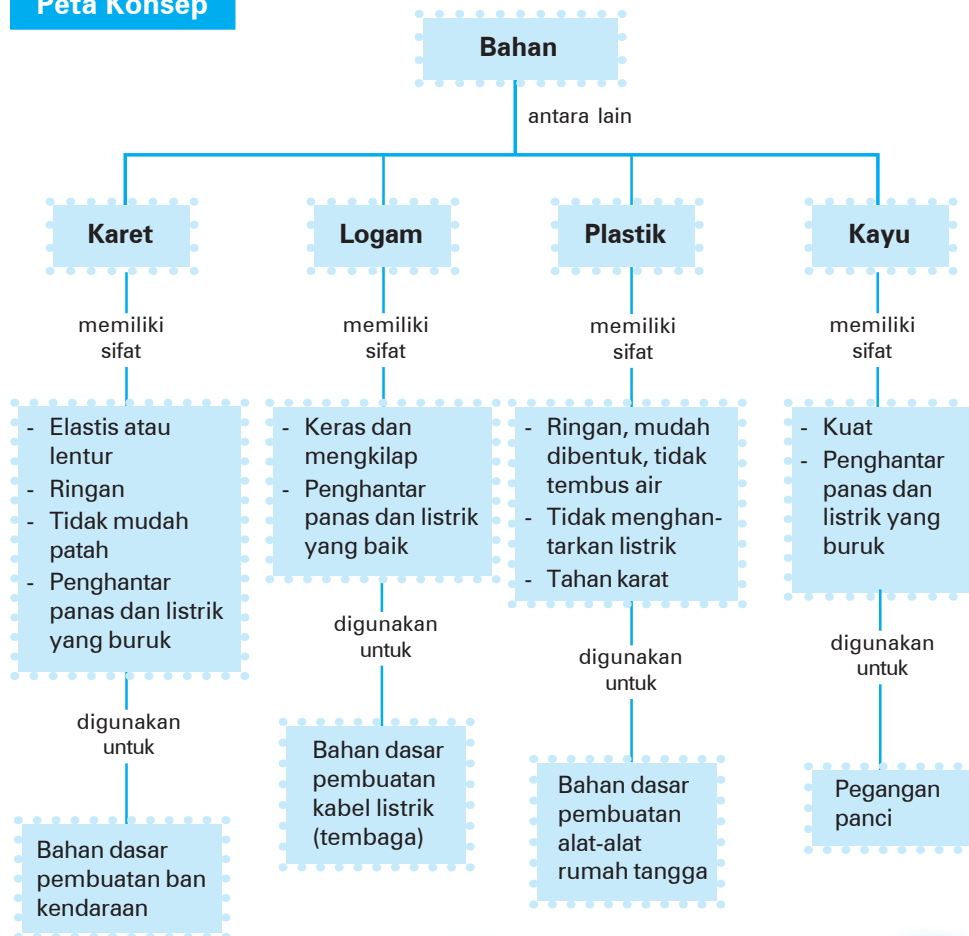 Peta Konsep
Bahan
antara lain
Karet
Logam
Plastik
Kayu
memiliki
sifat
memiliki
sifat
memiliki
sifat
memiliki
sifat
- Elastis atau
lentur
- Ringan
- Tidak mudah
patah
- Penghantar
panas dan listrik
yang buruk
- Keras dan
mengkilap
- Penghantar
panas dan listrik
yang baik
- Ringan, mudah
dibentuk, tidak
tembus air
- Tidak menghan-
tarkan listrik
- Tahan karat
- Kuat
- Penghantar
panas dan
listrik yang
buruk
digunakan
untuk
digunakan
untuk
digunakan
untuk
digunakan
untuk
Bahan dasar
pembuatan ban
kendaraan
Bahan dasar
pembuatan
kabel listrik
(tembaga)
Bahan dasar
pembuatan
alat-alat
rumah tangga
Pegangan
panci